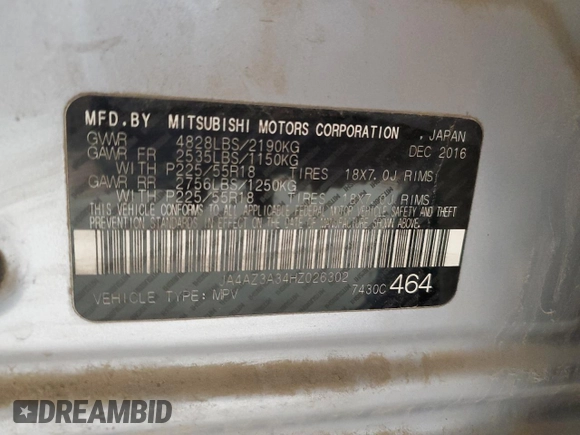 MFD.BY MITSUBISHI MOTORS CORPORATION , JAPAN
GVWR 4828LBS/2190KG DEC 2016
GAWR FR 2535LBS/1150KG
WITH P225/55R18 TIRES 18X7.0J RIMS
GAWR RR 2756LBS/1250KG
WITH P225/55R18 TIRES 18X7.0J RIMS
THIS VEHICLE CONFORMS TO ALL APPLICABLE FEDERAL MOTOR VEHICLE SAFETY AND THEFT
PREVENTION STANDARDS IN EFFECT ON THE DATE OF MANUFACTURE SHOWN ABOVE.
JA4AZ3A34HZ026302
VEHICLE TYPE: MPV 7430C 464
DREAMBID